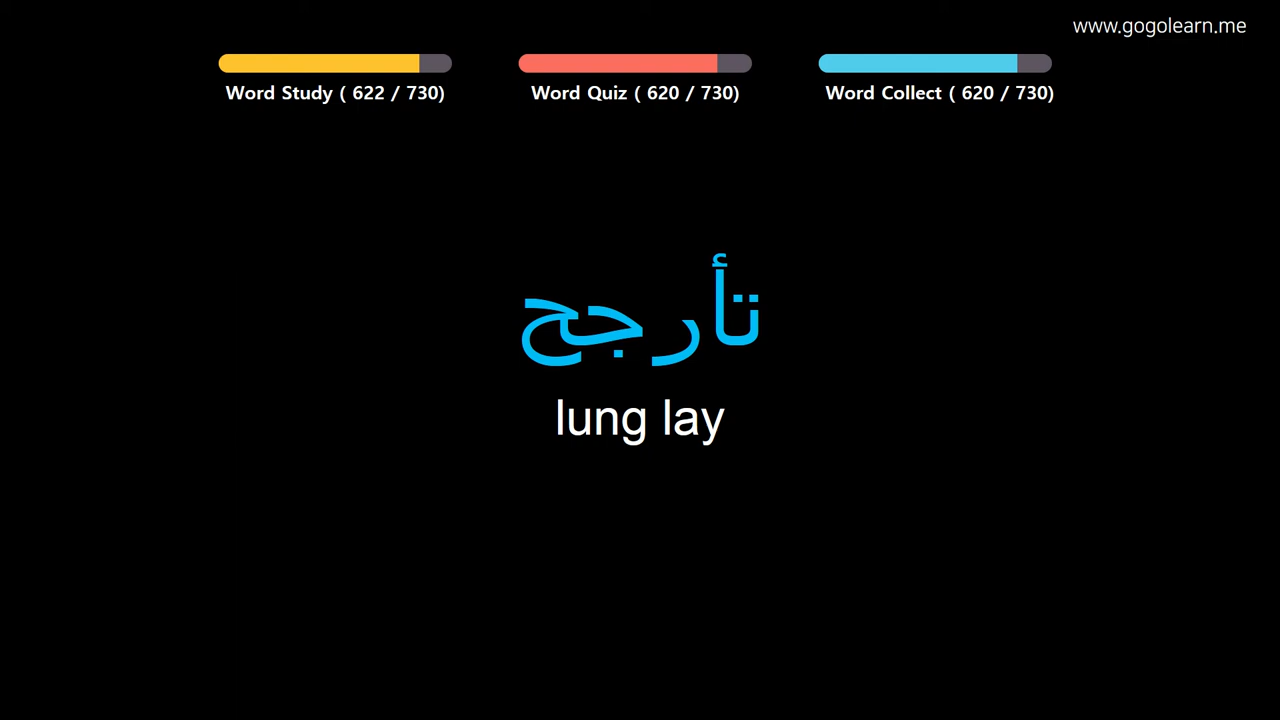 www.gogolearn.me
Word Study ( 622 / 730)
Word Quiz ( 620 / 730)
Word Collect ( 620 / 730)
تأرجح
lung lay